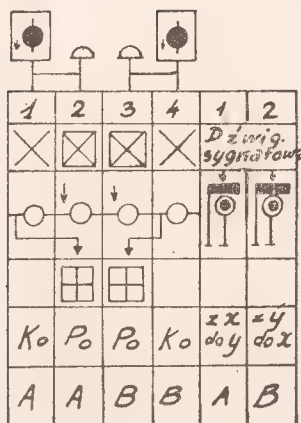 1 2 3 4 1 2
Dźwig.
sygnałowe
Ko Po Po Ko z x do y z y do x
A A B B A B